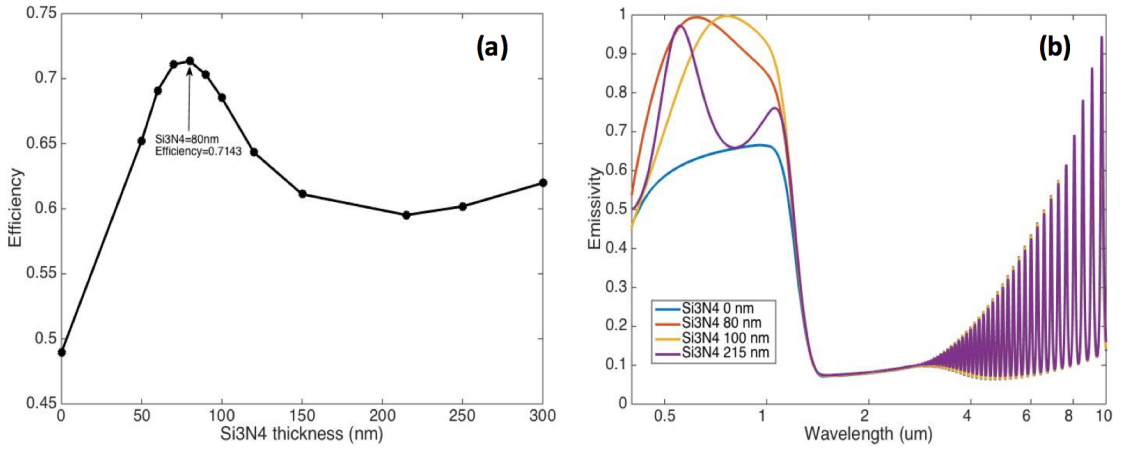 (a)
0.75
0.7
0.65
0.6
0.55
0.5
0.45
Efficiency
Si3N4=80nm
Efficiency=0.7143
0 50 100 150 200 250 300
Si3N4 thickness (nm)
(b)
1
0.9
0.8
0.7
0.6
0.5
0.4
0.3
0.2
0.1
0
Emissivity
Si3N4 0 nm
Si3N4 80 nm
Si3N4 100 nm
Si3N4 215 nm
0.5 1 2 4 6 8 10
Wavelength (um)